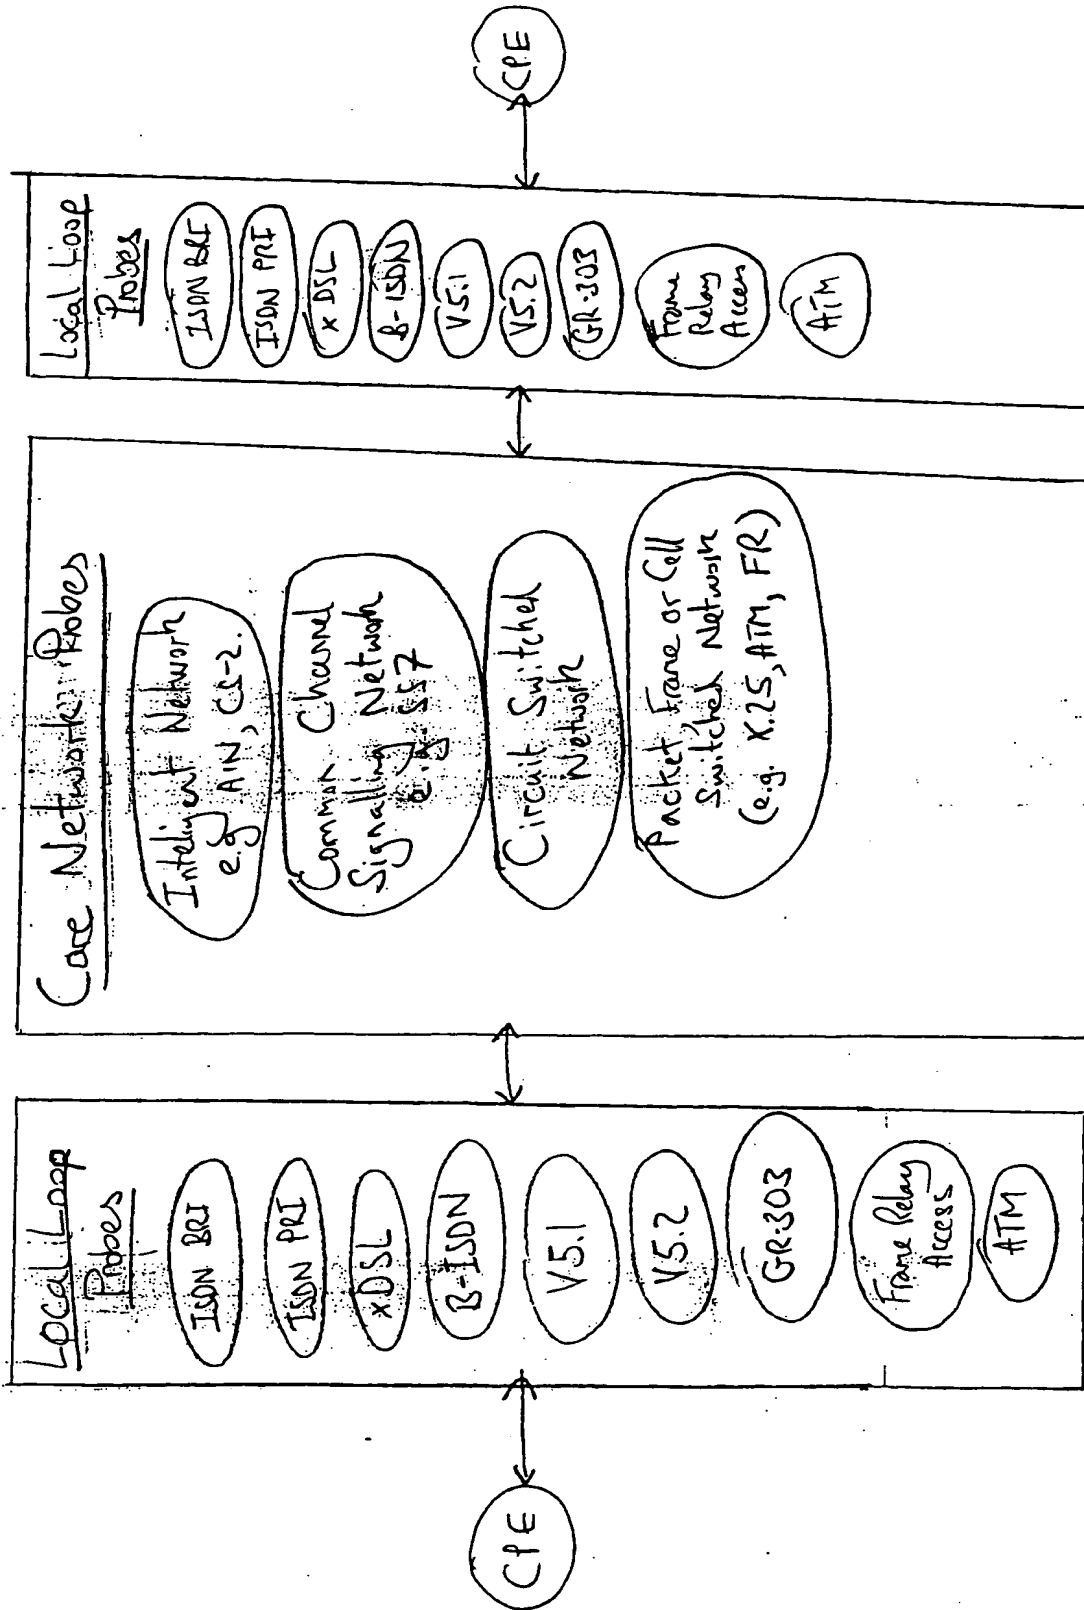 CPE
Local Loop
Probes
ISDN BRI
ISDN PRI
xDSL
B-ISDN
V5.1
V5.2
GR-303
Frame Relay
Access
ATM
Core Network Probes
Inteligent Network
e.g AIN, CS-2.
Common Channel
Signalling Network
e.g. SS7
Circuit Switched
Network
Packet, Frame or Cell
Switched Network
(e.g. X.25, ATM, FR)
Local Loop
Probes
ISDN BRI
ISDN PRI
xDSL
B-ISDN
V5.1
V5.2
GR-303
Frame
Relay
Access
ATM
CPE